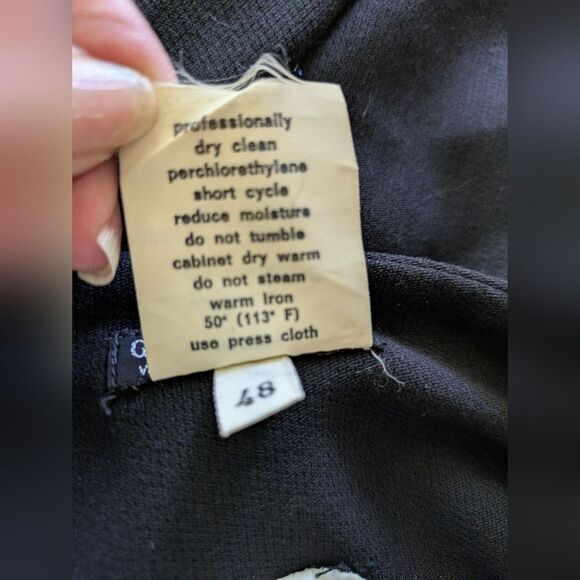 professionally
dry clean
perchlorethylene
short cycle
reduce moisture
do not tumble
cabinet dry warm
do not steam
warm iron
50° (113° F)
use press cloth
48